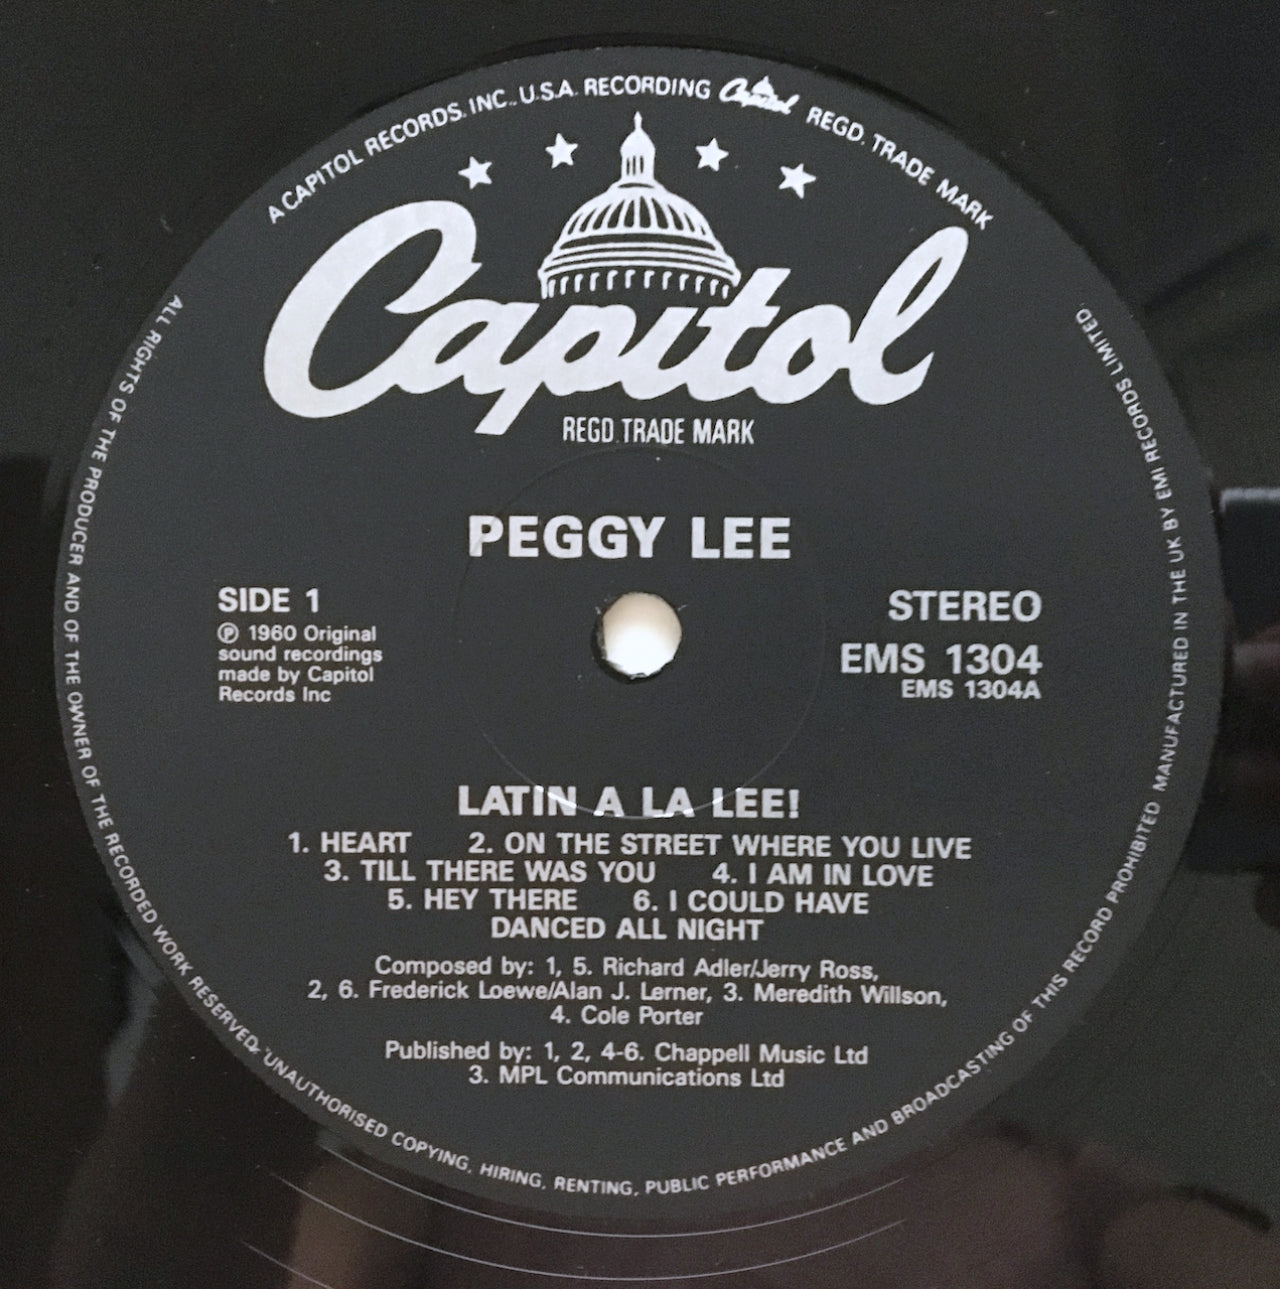 A CAPITOL RECORDS. INC., U.S.A. RECORDING Capitol REGD. TRADE MARK
Capitol
REGD. TRADE MARK
PEGGY LEE
SIDE 1
℗ 1960 Original
sound recordings
made by Capitol
Records Inc
STEREO
EMS 1304
EMS 1304A
LATIN A LA LEE!
1. HEART 2. ON THE STREET WHERE YOU LIVE
3. TILL THERE WAS YOU 4. I AM IN LOVE
5. HEY THERE 6. I COULD HAVE
DANCED ALL NIGHT
Composed by: 1, 5. Richard Adler/Jerry Ross,
2, 6. Frederick Loewe/Alan J. Lerner, 3. Meredith Willson,
4. Cole Porter
Published by: 1, 2, 4-6. Chappell Music Ltd
3. MPL Communications Ltd
ALL RIGHTS OF THE PRODUCER AND OF THE OWNER OF THE RECORDED WORK RESERVED. UNAUTHORISED COPYING, HIRING, RENTING, PUBLIC PERFORMANCE AND BROADCASTING OF THIS RECORD PROHIBITED MANUFACTURED IN THE UK BY EMI RECORDS LIMITED